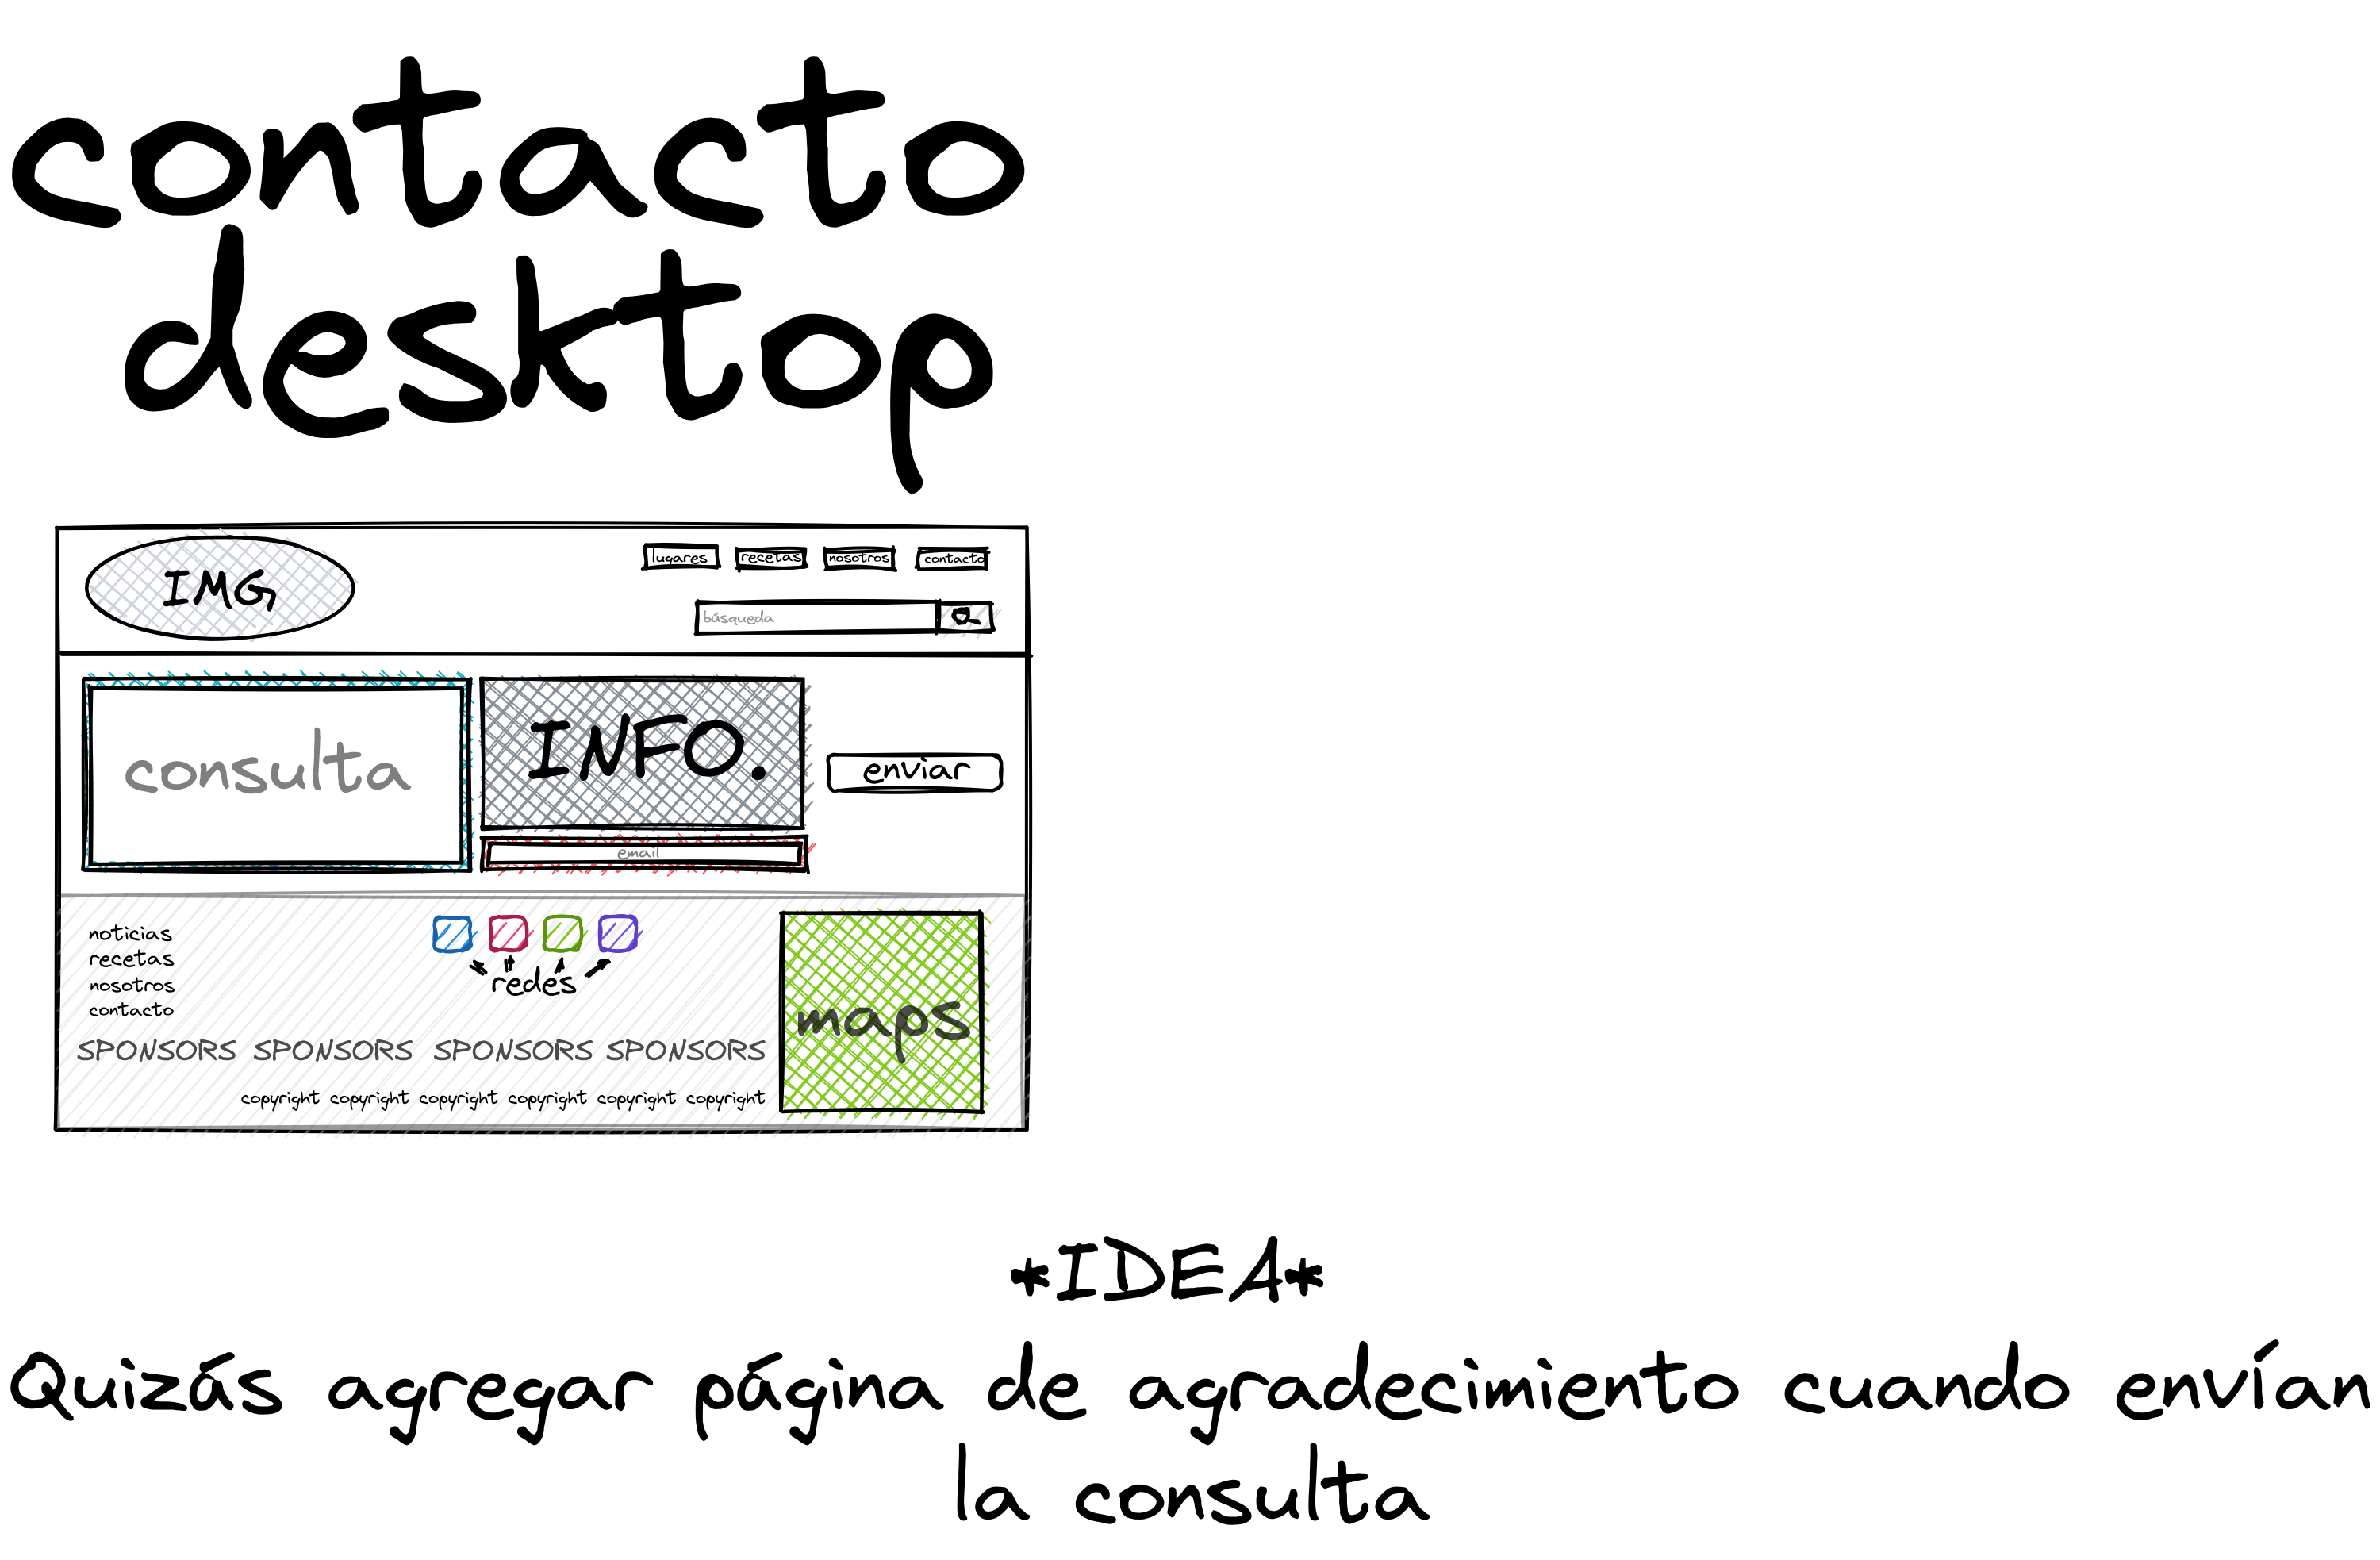 contacto
desktop
IMG
lugares recetas nosotros contacto
búsqueda
consulta
INFO.
enviar
email
noticias
recetas
nosotros
contacto
redes
maps
SPONSORS SPONSORS SPONSORS SPONSORS
copyright copyright copyright copyright copyright copyright
*IDEA*
Quizás agregar página de agradecimiento cuando envían
la consulta